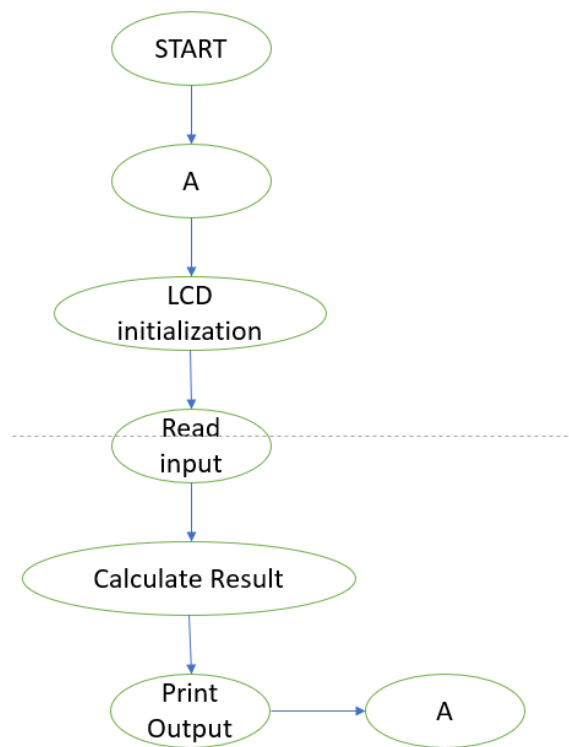 START
A
LCD
initialization
Read
input
Calculate Result
Print
Output
A